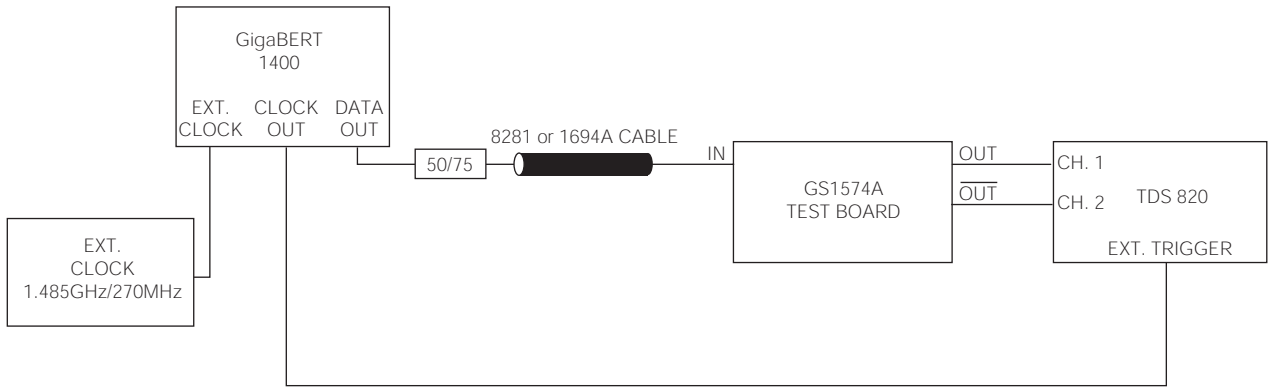 GigaBERT
1400
EXT.
CLOCK
CLOCK
OUT
DATA
OUT
8281 or 1694A CABLE
50/75
IN
GS1574A
TEST BOARD
OUT
OUT
CH. 1
CH. 2
TDS 820
EXT. TRIGGER
EXT.
CLOCK
1.485GHz/270MHz